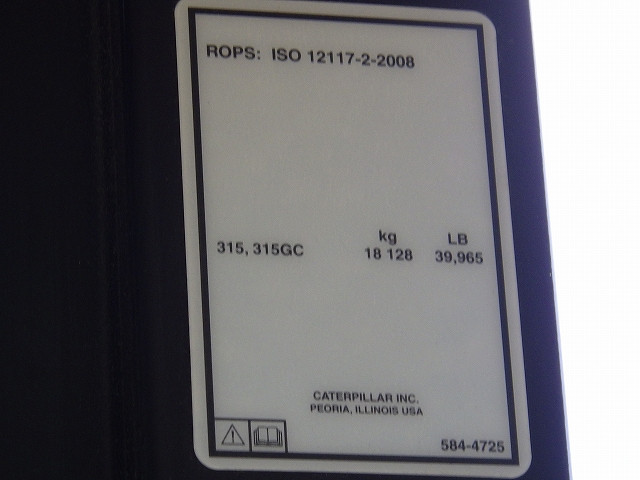 ROPS: ISO 12117-2-2008
kg LB
315, 315GC 18 128 39,965
CATERPILLAR INC.
PEORIA, ILLINOIS USA
584-4725